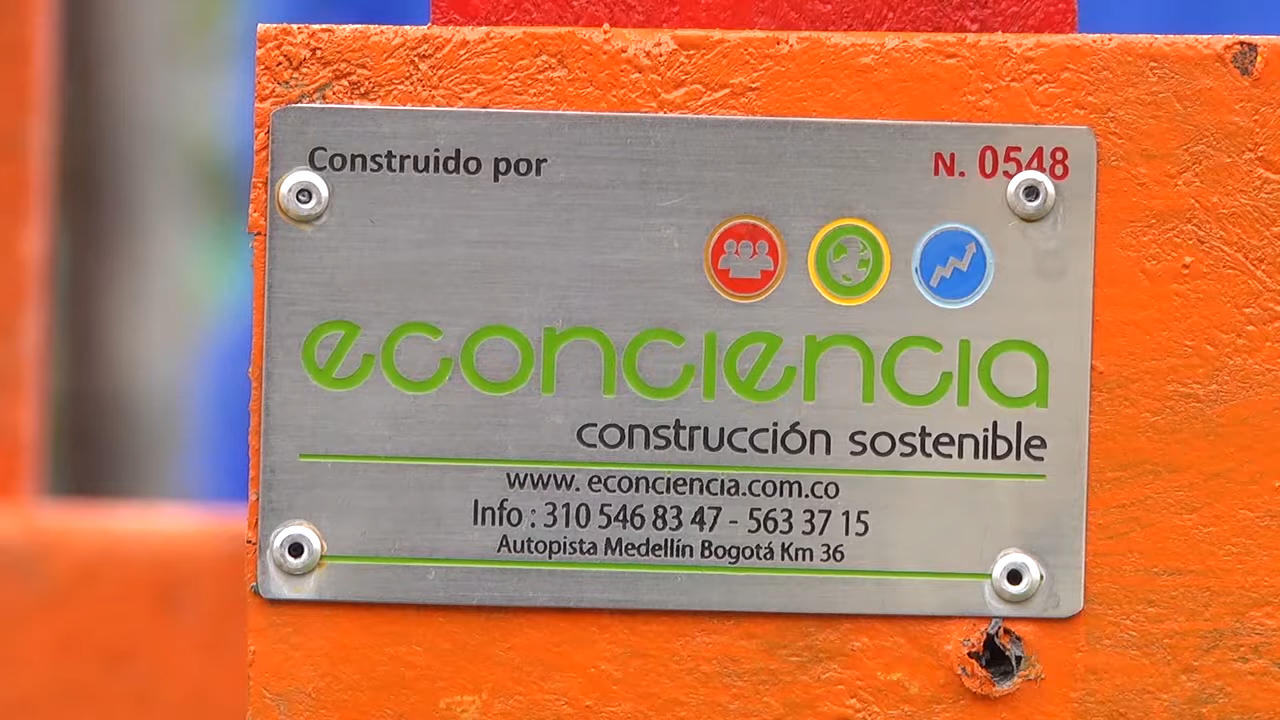 Construido por
N. 0548
econciencia
construcción sostenible
www. econciencia.com.co
Info : 310 546 83 47 - 563 37 15
Autopista Medellín Bogotá Km 36